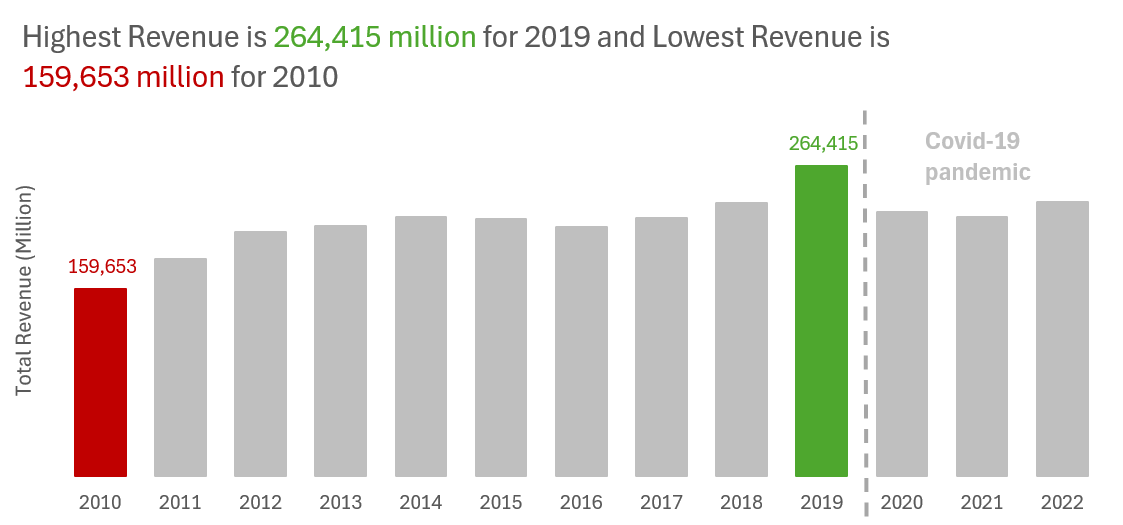 Highest Revenue is 264,415 million for 2019 and Lowest Revenue is
159,653 million for 2010
264,415
Covid-19
pandemic
159,653
Total Revenue (Million)
2010 2011 2012 2013 2014 2015 2016 2017 2018 2019 2020 2021 2022